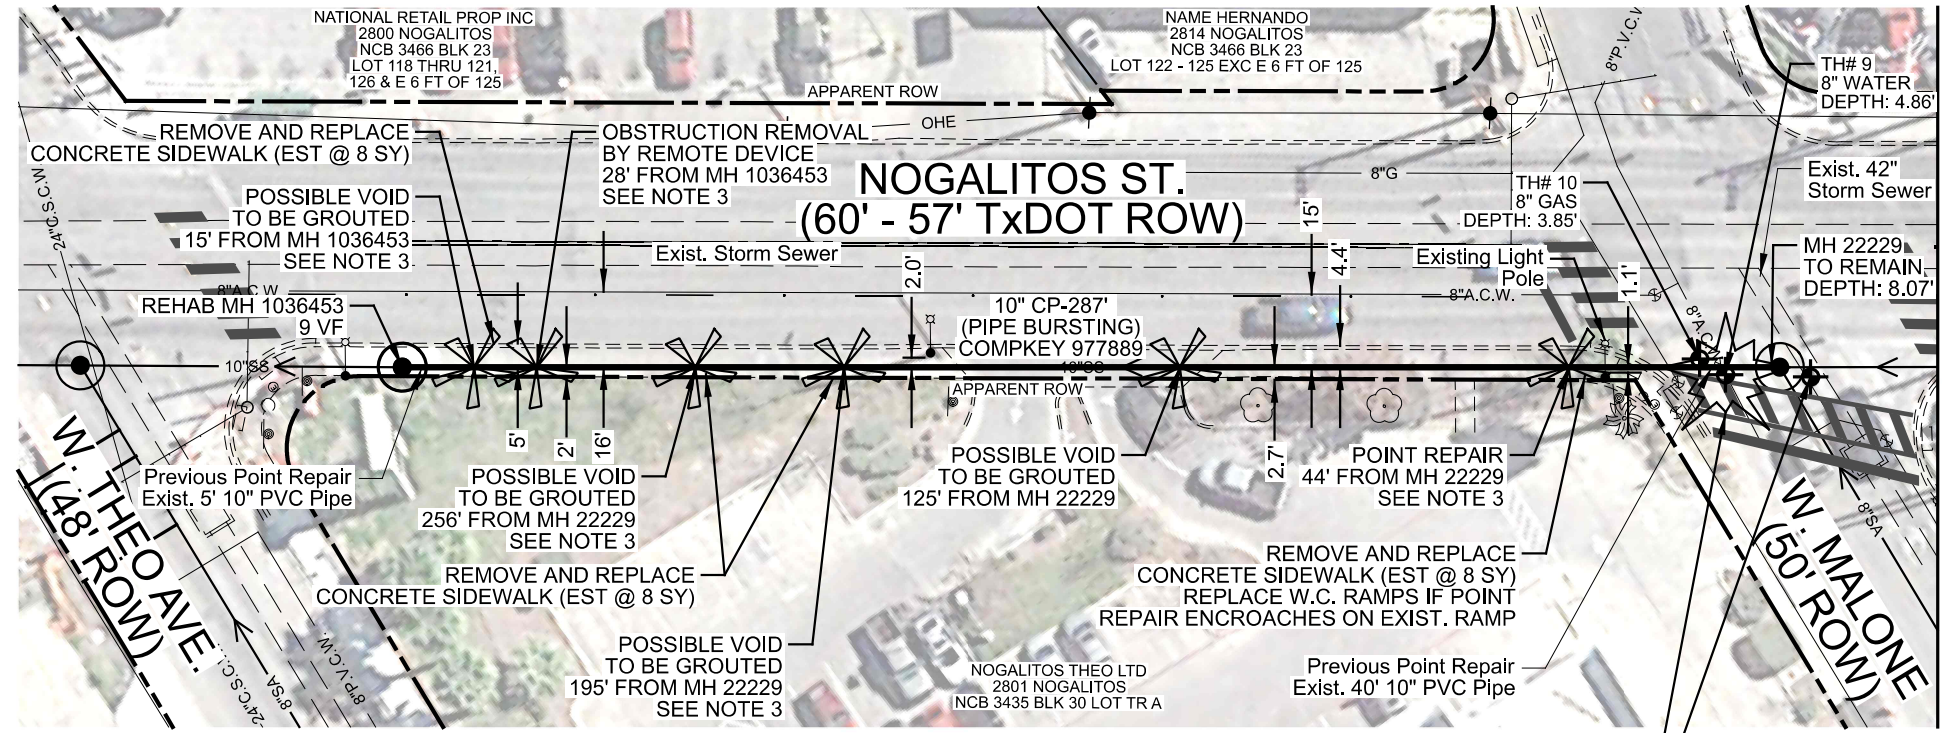 NATIONAL RETAIL PROP INC
2800 NOGALITOS
NCB 3466 BLK 23
LOT 118 THRU 121,
126 & E 6 FT OF 125
NAME HERNANDO
2814 NOGALITOS
NCB 3466 BLK 23
LOT 122 - 125 EXC E 6 FT OF 125
8"P.V.C.W
TH# 9
8" WATER
DEPTH: 4.86'
APPARENT ROW
OHE
REMOVE AND REPLACE
CONCRETE SIDEWALK (EST @ 8 SY)
OBSTRUCTION REMOVAL
BY REMOTE DEVICE
28' FROM MH 1036453
SEE NOTE 3
NOGALITOS ST.
(60' - 57' TxDOT ROW)
8"G
TH# 10
8" GAS
DEPTH: 3.85'
Exist. 42"
Storm Sewer
24"C.S.C.W
POSSIBLE VOID
TO BE GROUTED
15' FROM MH 1036453
SEE NOTE 3
Exist. Storm Sewer
15'
4.4'
2.0'
Existing Light
Pole
1.1'
MH 22229
TO REMAIN
DEPTH: 8.07'
8"A.C.W.
REHAB MH 1036453
9 VF
10" CP-287'
(PIPE BURSTING)
COMPKEY 977889
8"A.C.W.
10"SS
10"SS
APPARENT ROW
5'
2'
16'
2.7'
W. THEO AVE.
(48' ROW)
Previous Point Repair
Exist. 5' 10" PVC Pipe
POSSIBLE VOID
TO BE GROUTED
256' FROM MH 22229
SEE NOTE 3
POSSIBLE VOID
TO BE GROUTED
125' FROM MH 22229
POINT REPAIR
44' FROM MH 22229
SEE NOTE 3
8"SA
W. MALONE
(50' ROW)
REMOVE AND REPLACE
CONCRETE SIDEWALK (EST @ 8 SY)
REMOVE AND REPLACE
CONCRETE SIDEWALK (EST @ 8 SY)
REPLACE W.C. RAMPS IF POINT
REPAIR ENCROACHES ON EXIST. RAMP
POSSIBLE VOID
TO BE GROUTED
195' FROM MH 22229
SEE NOTE 3
NOGALITOS THEO LTD
2801 NOGALITOS
NCB 3435 BLK 30 LOT TR A
Previous Point Repair
Exist. 40' 10" PVC Pipe
8"SA
8"P.V.C.W.